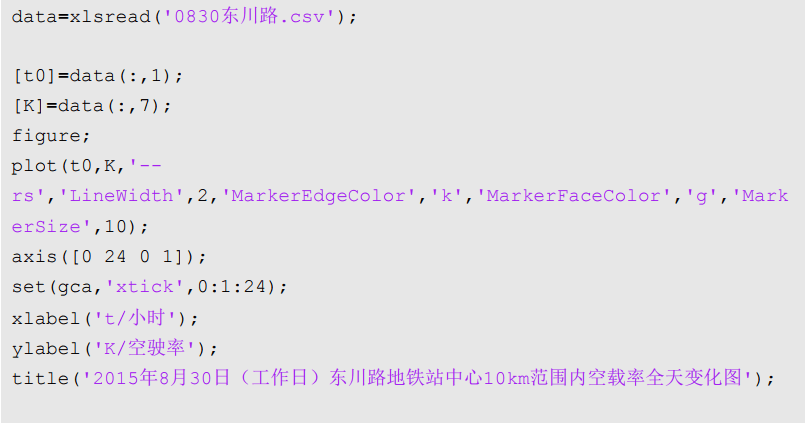 data=xlsread('0830东川路.csv');
[t0]=data(:,1);
[K]=data(:,7);
figure;
plot(t0,K,'--
rs','LineWidth',2,'MarkerEdgeColor','k','MarkerFaceColor','g','Mark
erSize',10);
axis([0 24 0 1]);
set(gca,'xtick',0:1:24);
xlabel('t/小时');
ylabel('K/空驶率');
title('2015年8月30日（工作日）东川路地铁站中心10km范围内空载率全天变化图');